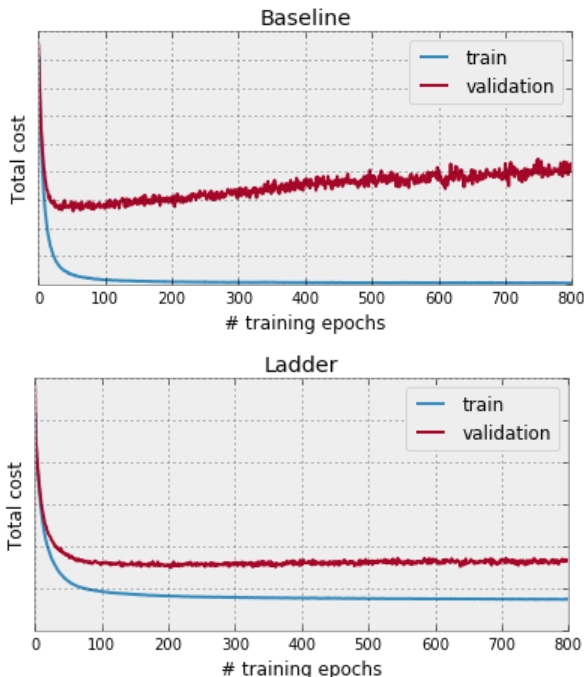 Baseline
train
validation
Total cost
0 100 200 300 400 500 600 700 800
# training epochs
Ladder
train
validation
Total cost
0 100 200 300 400 500 600 700 800
# training epochs